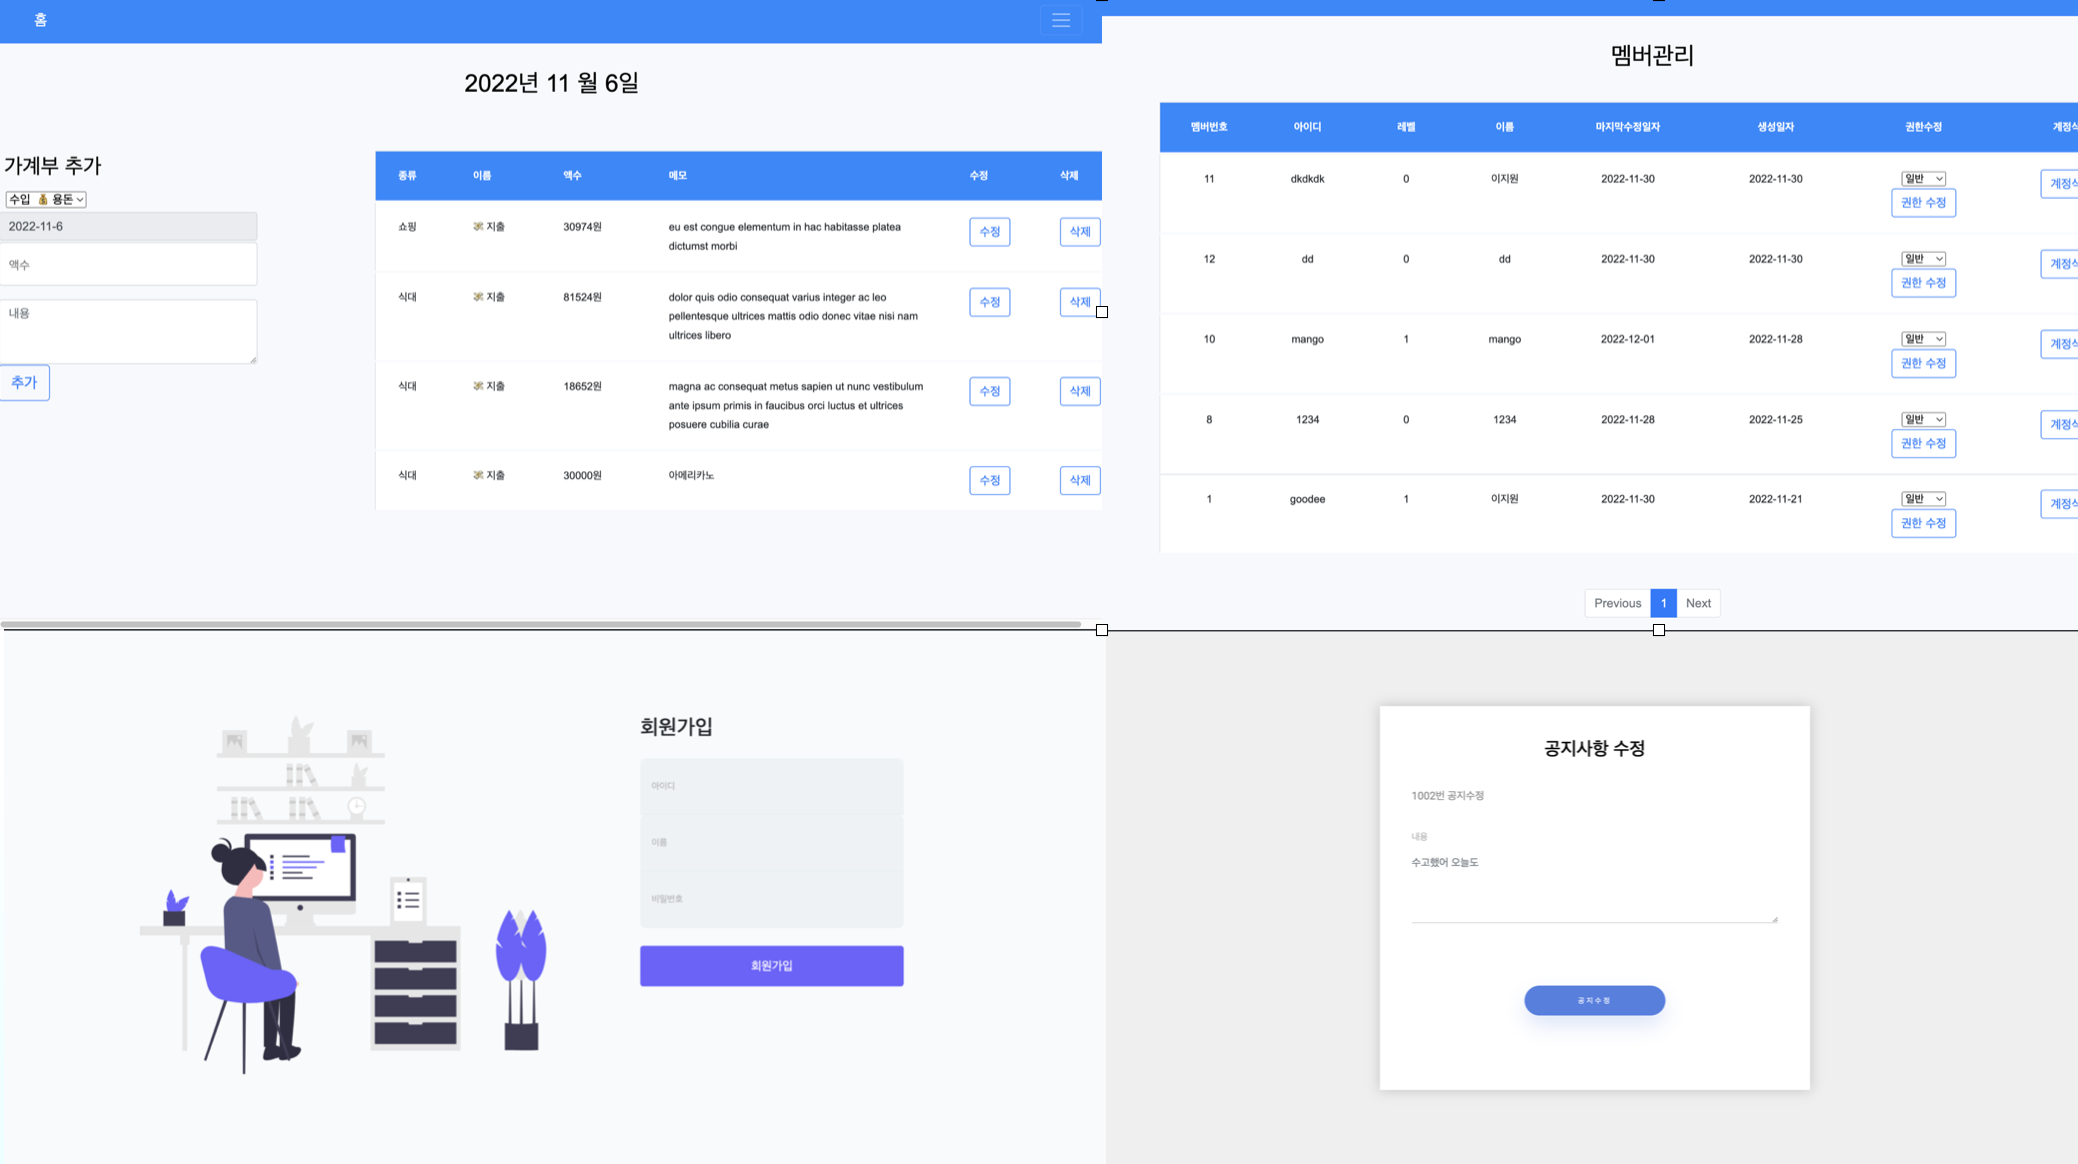 홈
2022년 11 월 6일
가계부 추가
수입 💰 용돈
2022-11-6
액수
내용
추가
종류 이름 액수 메모 수정 삭제
쇼핑 💸 지출 30974원 eu est congue elementum in hac habitasse platea
dictumst morbi 수정 삭제
식대 💸 지출 81524원 dolor quis odio consequat varius integer ac leo
pellentesque ultrices mattis odio donec vitae nisi nam
ultrices libero 수정 삭제
식대 💸 지출 18652원 magna ac consequat metus sapien ut nunc vestibulum
ante ipsum primis in faucibus orci luctus et ultrices
posuere cubilia curae 수정 삭제
식대 💸 지출 30000원 아메리카노 수정 삭제
멤버관리
멤버번호 아이디 레벨 이름 마지막수정일자 생성일자 권한수정 계정
11 dkdkdk 0 이지원 2022-11-30 2022-11-30 일반
권한 수정 계정
12 dd 0 dd 2022-11-30 2022-11-30 일반
권한 수정 계정
10 mango 1 mango 2022-12-01 2022-11-28 일반
권한 수정 계정
8 1234 0 1234 2022-11-28 2022-11-25 일반
권한 수정 계정
1 goodee 1 이지원 2022-11-30 2022-11-21 일반
권한 수정 계정
Previous 1 Next
회원가입
아이디
이름
비밀번호
회원가입
공지사항 수정
1002번 공지수정
내용
수고했어 오늘도
공지수정